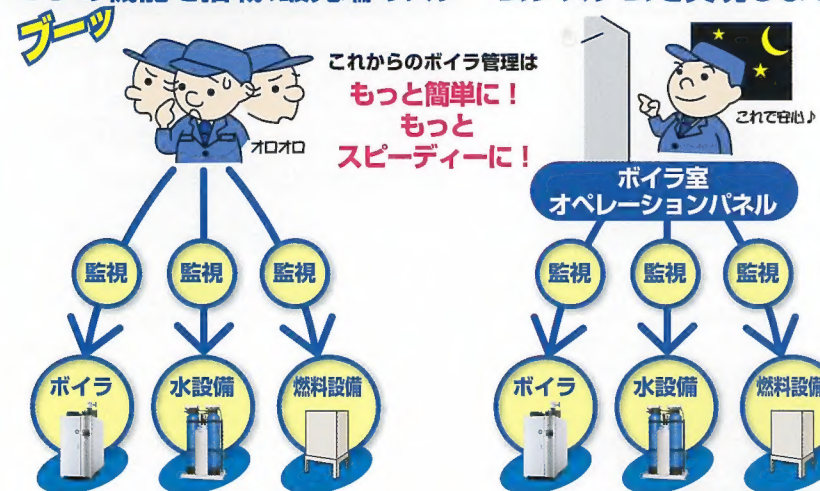 ブーッ
これからのボイラ管理は
もっと簡単に！
もっと
スピーディーに！
オロオロ
これで安心♪
ボイラ室
オペレーションパネル
監視
監視
監視
監視
監視
監視
ボイラ
水設備
燃料設備
ボイラ
水設備
燃料設備